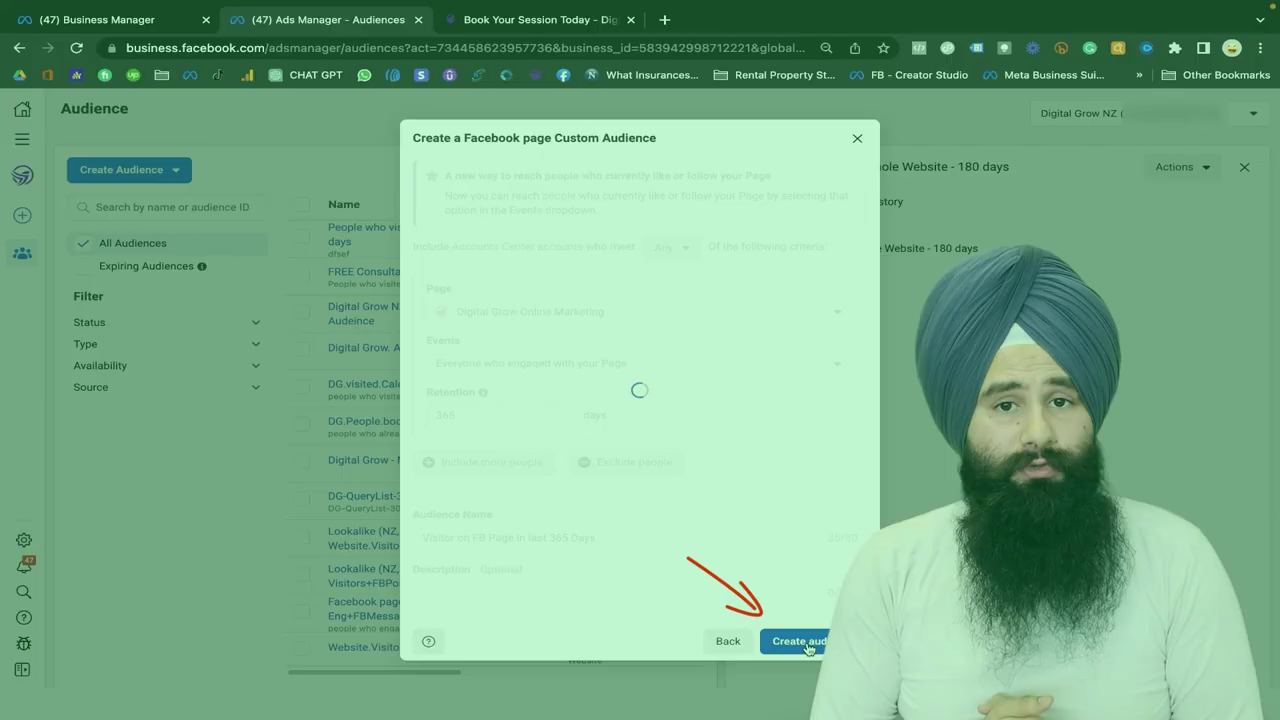 (47) Business Manager
(47) Ads Manager - Audiences
Book Your Session Today - Dig
business.facebook.com/adsmanager/audiences?act=734458623957736&business_id=583942998712221&global...
CHAT GPT
What Insurances...
Rental Property St...
FB - Creator Studio
Meta Business Sui...
»
Other Bookmarks
Audience
Digital Grow NZ (
Create Audience
Search by name or audience ID
All Audiences
Expiring Audiences
Filter
Status
Type
Availability
Source
47
Name
People who vis
days
dfsef
FREE Consulta
People who visite
Digital Grow N
Audeince
Digital Grow. A
DG.visited.Cale
people who visite
DG.People.boo
people who alrea
Digital Grow - M
DG-QueryList-30
DG-QueryList-30
Lookalike (NZ,
Website.Visito
Lookalike (NZ,
Visitors+FBPos
Facebook page
Eng+FBMessa
people who enga
Website.Visitor
Website
Create a Facebook page Custom Audience
A new way to reach people who currently like or follow your Page
Now you can reach people who currently like or follow your Page by selecting that
option in the Events dropdown.
Include Accounts Center accounts who meet Any Of the following criteria:
Page
Digital Grow Online Marketing
Events
Everyone who engaged with your Page
Retention
365 days
Include more people
Exclude people
Audience Name
Visitor on FB Page in last 365 Days
Description Optional
Back
Create aud
ole Website - 180 days
Actions
story
e Website - 180 days